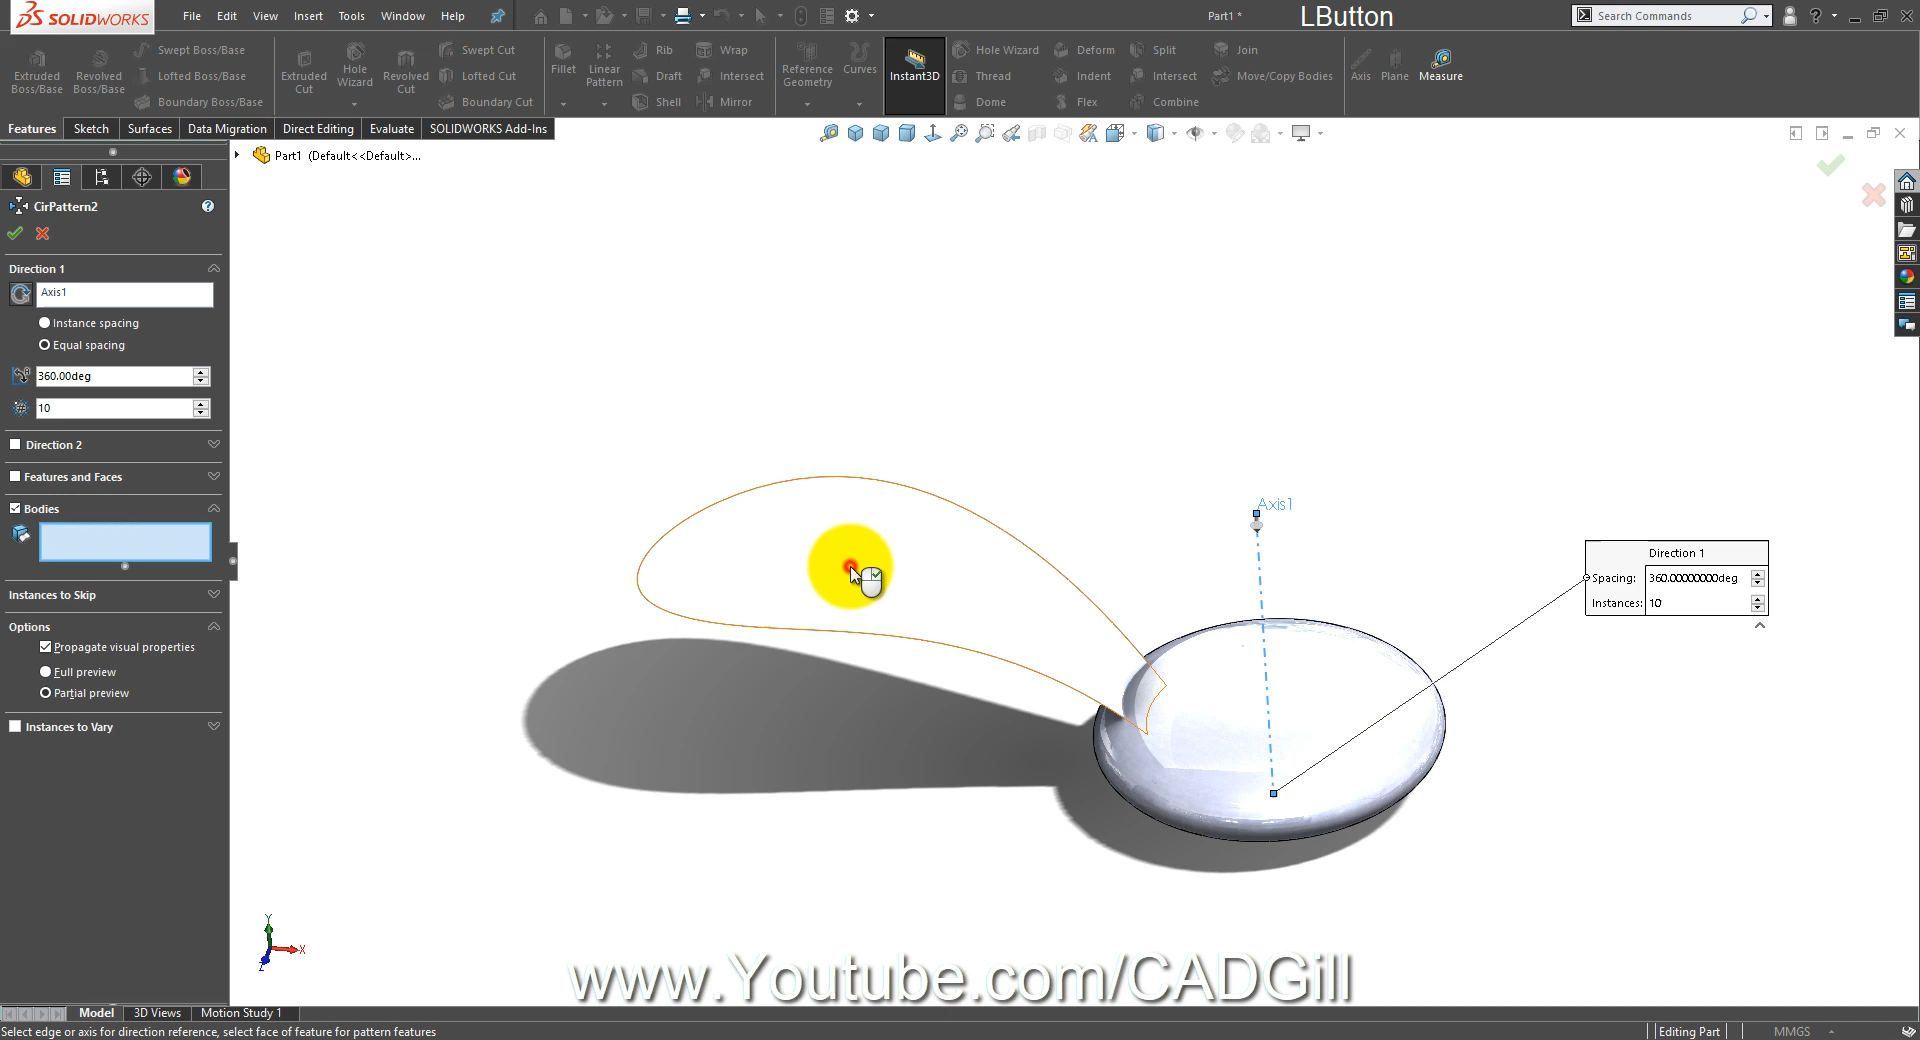 SOLIDWORKS
File Edit View Insert Tools Window Help
Part1 *
LButton
Search Commands
Extruded Boss/Base
Revolved Boss/Base
Swept Boss/Base
Lofted Boss/Base
Boundary Boss/Base
Extruded Cut
Hole Wizard
Revolved Cut
Swept Cut
Lofted Cut
Boundary Cut
Fillet
Linear Pattern
Rib
Draft
Shell
Wrap
Intersect
Mirror
Reference Geometry
Curves
Instant3D
Hole Wizard
Thread
Dome
Deform
Indent
Flex
Split
Intersect
Combine
Join
Move/Copy Bodies
Axis
Plane
Measure
Features Sketch Surfaces Data Migration Direct Editing Evaluate SOLIDWORKS Add-Ins
Part1 (Default<<Default>...
CirPattern2
Direction 1
Axis1
Instance spacing
Equal spacing
360.00deg
10
Direction 2
Features and Faces
Bodies
Instances to Skip
Options
Propagate visual properties
Full preview
Partial preview
Instances to Vary
Axis1
Direction 1
Spacing: 360.00000000deg
Instances: 10
Y
X
Z
www.Youtube.com/CADGill
Model 3D Views Motion Study 1
Select edge or axis for direction reference, select face of feature for pattern features
Editing Part
MMGS